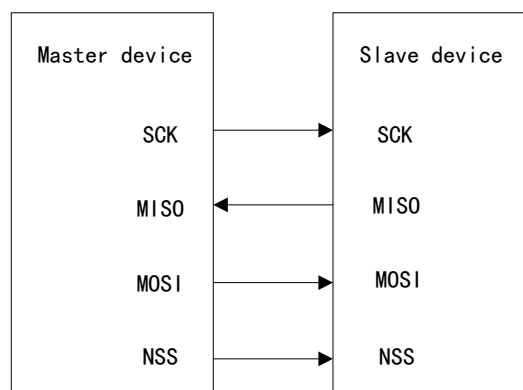 Master device
SCK
MISO
MOSI
NSS
Slave device
SCK
MISO
MOSI
NSS